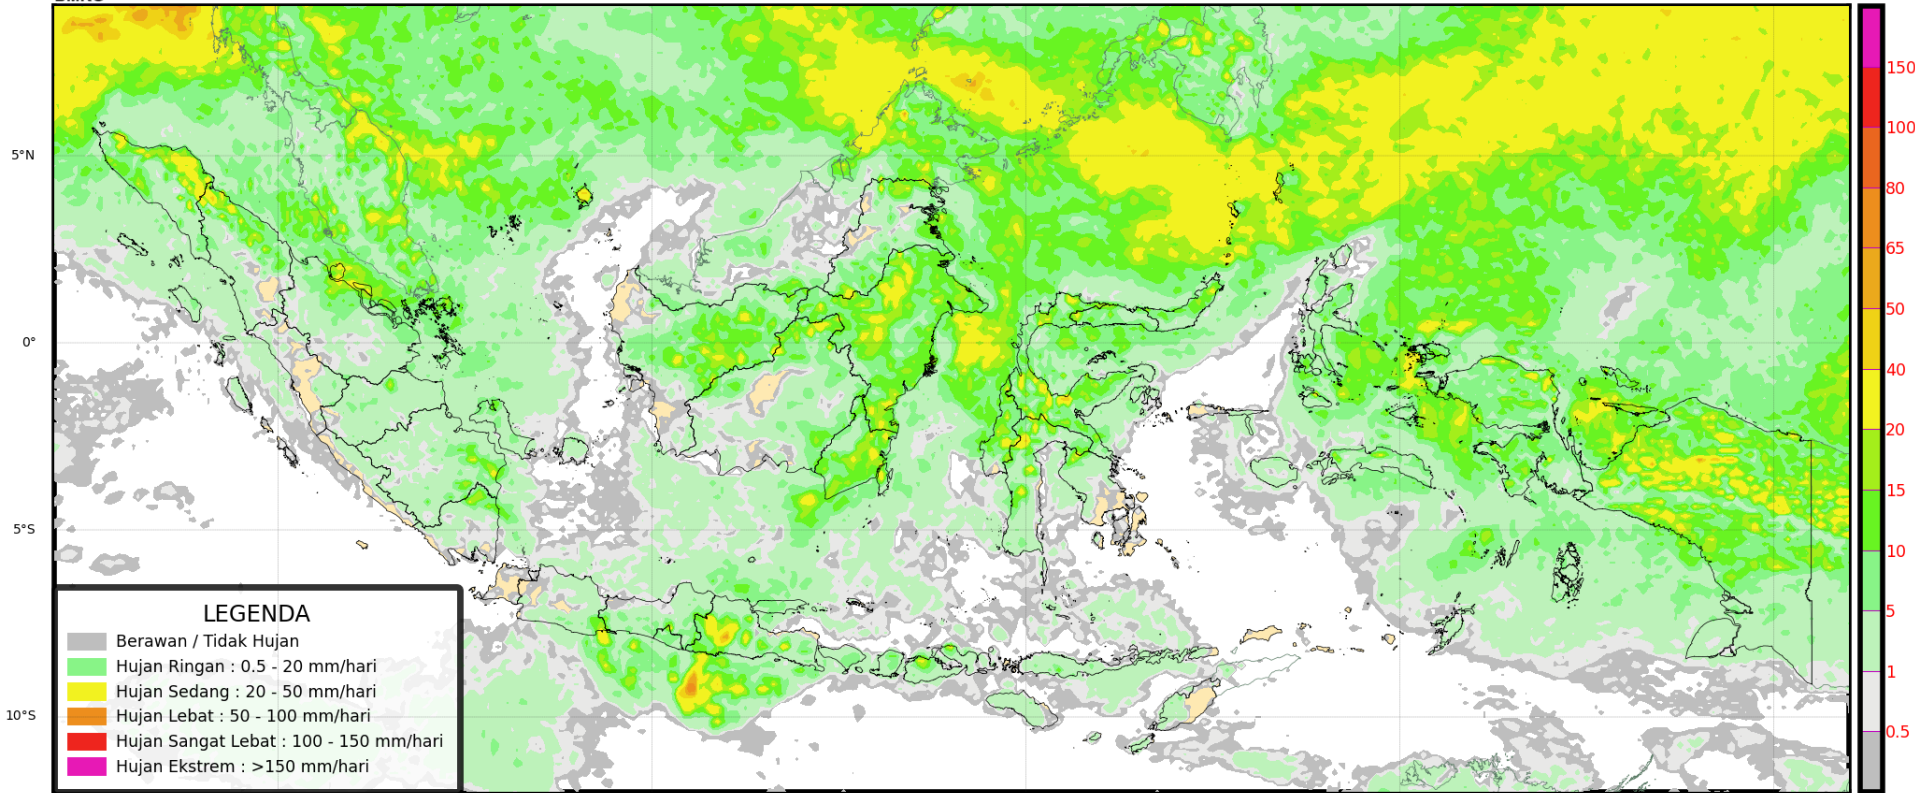 5°N
0°
5°S
10°S
LEGENDA
Berawan / Tidak Hujan
Hujan Ringan : 0.5 - 20 mm/hari
Hujan Sedang : 20 - 50 mm/hari
Hujan Lebat : 50 - 100 mm/hari
Hujan Sangat Lebat : 100 - 150 mm/hari
Hujan Ekstrem : >150 mm/hari
150
100
80
65
50
40
20
15
10
5
1
0.5